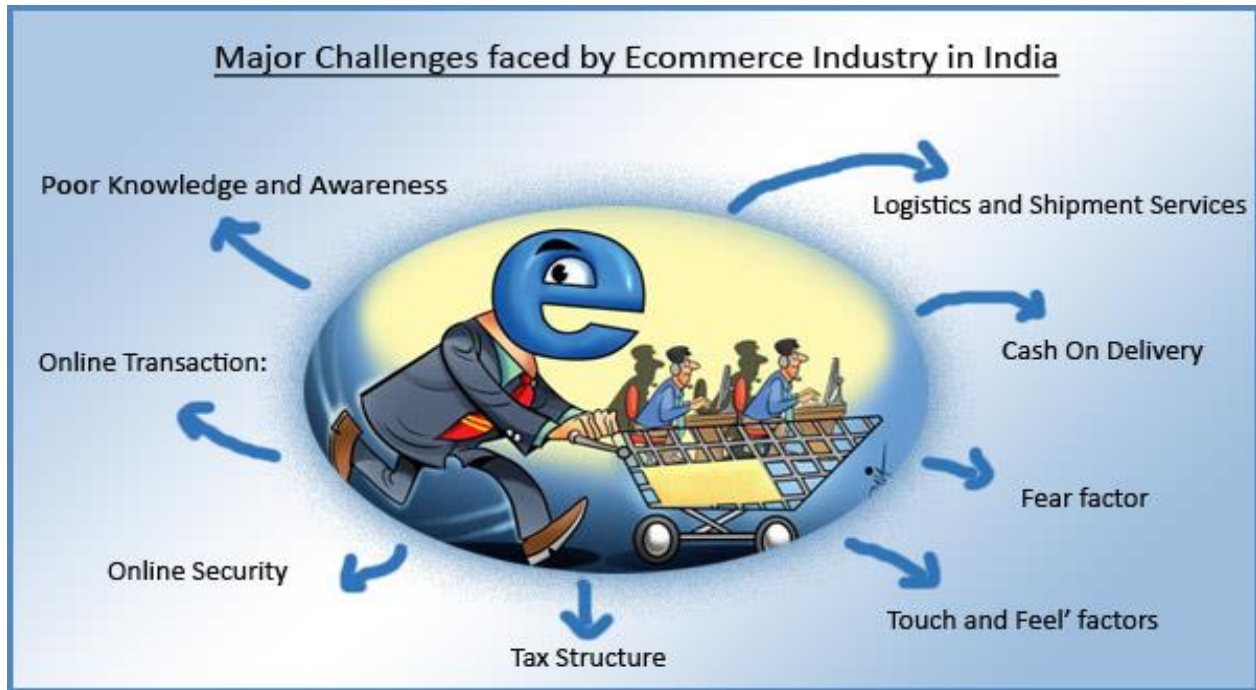 Major Challenges faced by Ecommerce Industry in India
Poor Knowledge and Awareness
Logistics and Shipment Services
Online Transaction:
Cash On Delivery
Fear factor
Online Security
Touch and Feel’ factors
Tax Structure
e